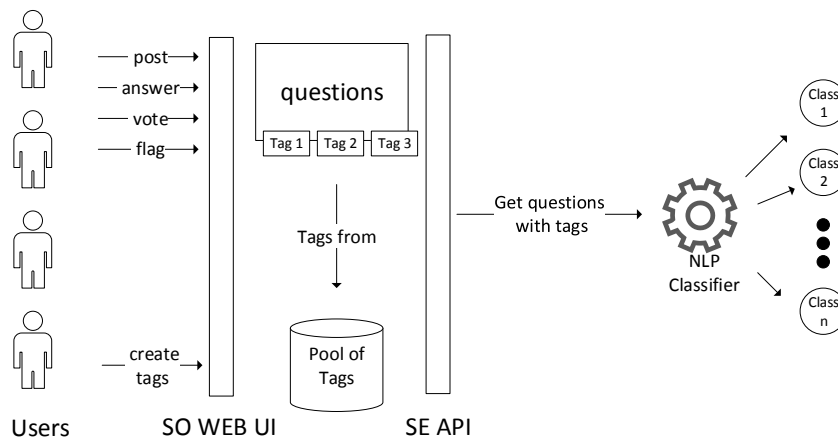 post
answer
vote
flag
questions
Tag 1 Tag 2 Tag 3
Tags from
Pool of
Tags
create
tags
Users
SO WEB UI
SE API
Get questions
with tags
NLP
Classifier
Class
1
Class
2
Class
n